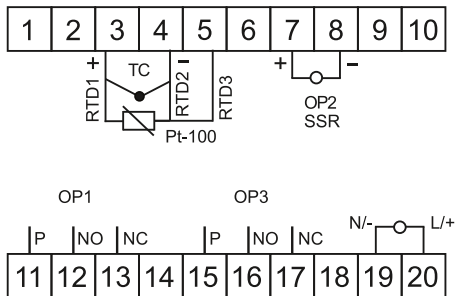 1 2 3 4 5 6 7 8 9 10
+ TC - + -
RTD1 RTD2 RTD3
OP2
SSR
Pt-100
OP1 OP3
N/- L/+
P NO NC P NO NC
11 12 13 14 15 16 17 18 19 20